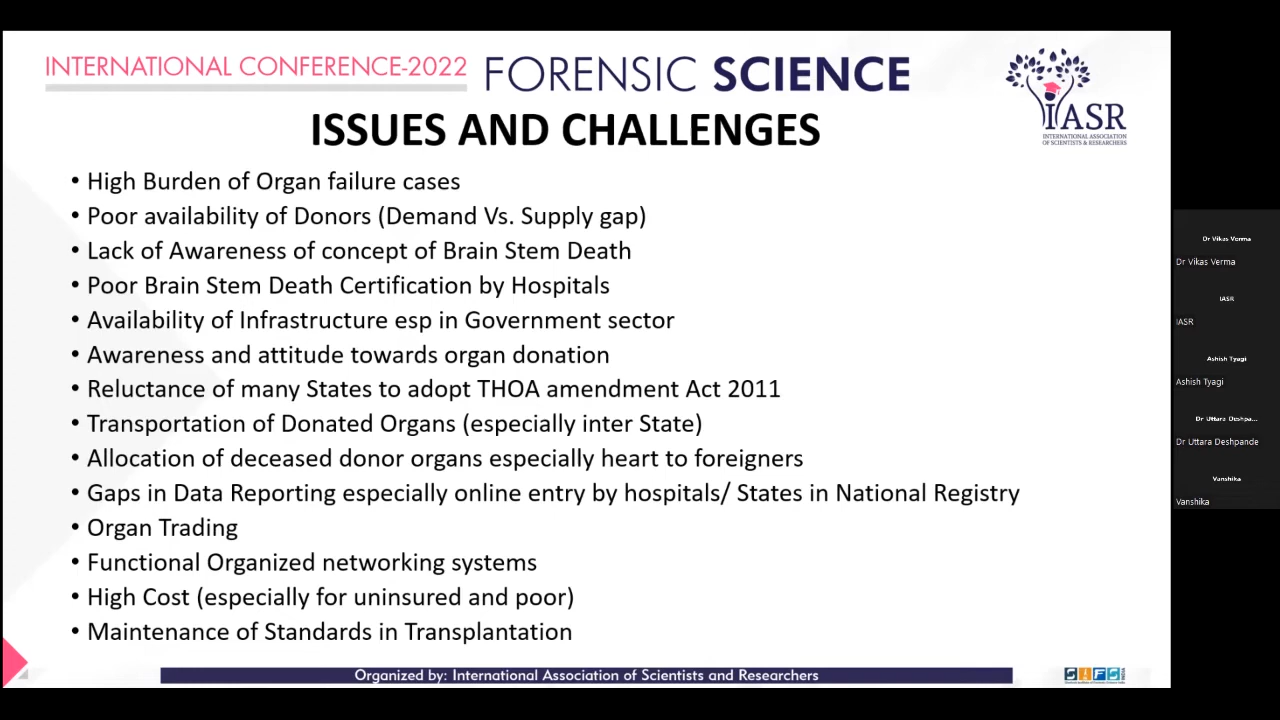 INTERNATIONAL CONFERENCE-2022 FORENSIC SCIENCE
IASR
INTERNATIONAL ASSOCIATION
OF SCIENTISTS & RESEARCHERS
ISSUES AND CHALLENGES
• High Burden of Organ failure cases
• Poor availability of Donors (Demand Vs. Supply gap)
• Lack of Awareness of concept of Brain Stem Death
• Poor Brain Stem Death Certification by Hospitals
• Availability of Infrastructure esp in Government sector
• Awareness and attitude towards organ donation
• Reluctance of many States to adopt THOA amendment Act 2011
• Transportation of Donated Organs (especially inter State)
• Allocation of deceased donor organs especially heart to foreigners
• Gaps in Data Reporting especially online entry by hospitals/ States in National Registry
• Organ Trading
• Functional Organized networking systems
• High Cost (especially for uninsured and poor)
• Maintenance of Standards in Transplantation
Organized by: International Association of Scientists and Researchers
SIFS
INDIA
Dr Vikas Verma
Dr Vikas Verma
IASR
IASR
Ashish Tyagi
Ashish Tyagi
Dr Uttara Deshpa...
Dr Uttara Deshpande
Vanshika
Vanshika